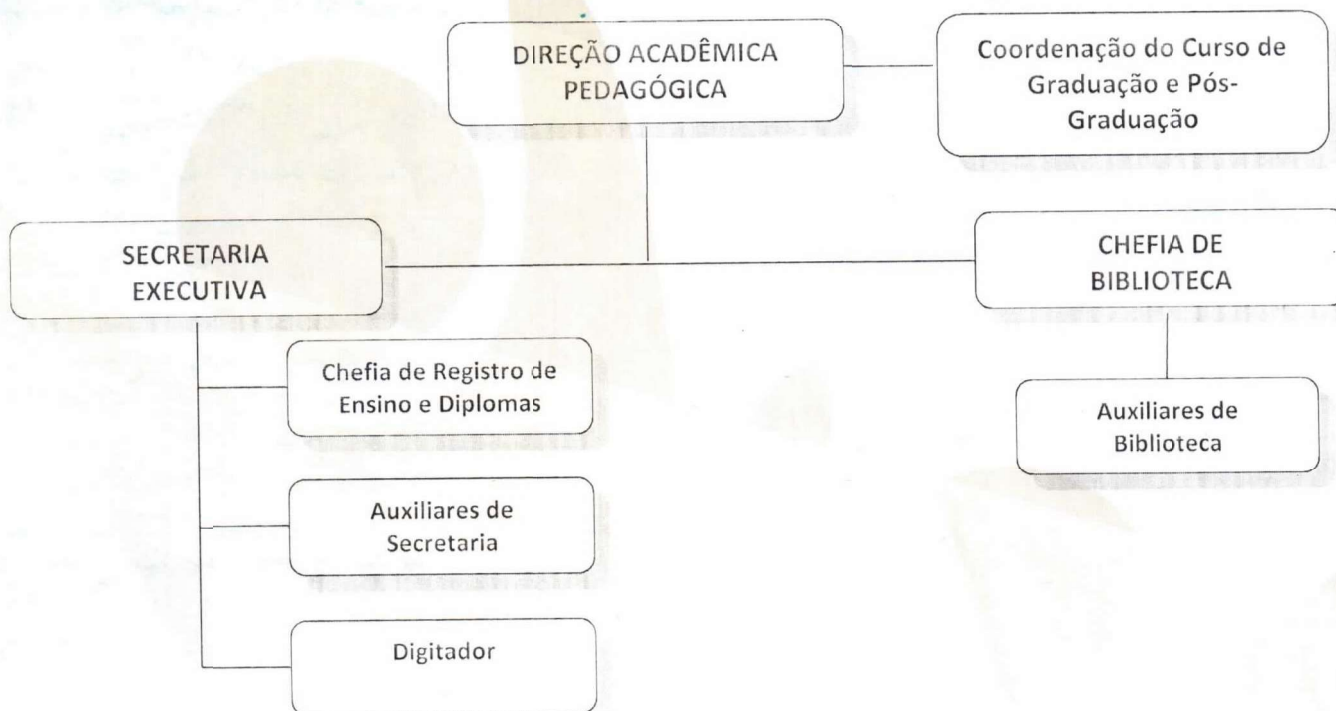 DIREÇÃO ACADÊMICA
PEDAGÓGICA
Coordenação do Curso de
Graduação e Pós-
Graduação
SECRETARIA
EXECUTIVA
CHEFIA DE
BIBLIOTECA
Chefia de Registro de
Ensino e Diplomas
Auxiliares de
Biblioteca
Auxiliares de
Secretaria
Digitador